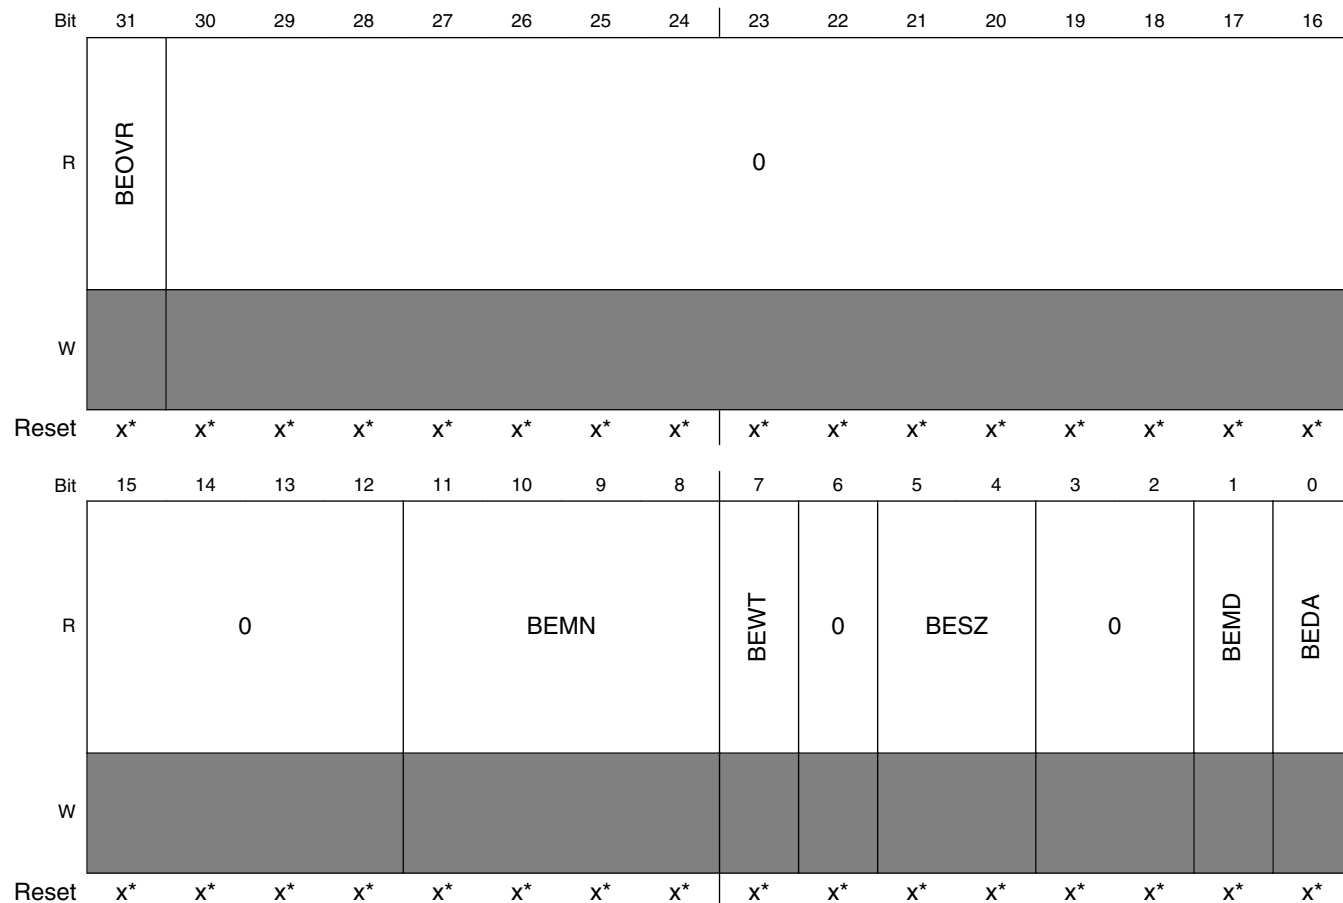 Bit 31 30 29 28 27 26 25 24 23 22 21 20 19 18 17 16
R BEOVR 0
W
Reset x* x* x* x* x* x* x* x* x* x* x* x* x* x* x* x*
Bit 15 14 13 12 11 10 9 8 7 6 5 4 3 2 1 0
R 0 BEMN BEWT 0 BESZ 0 BEMD BEDA
W
Reset x* x* x* x* x* x* x* x* x* x* x* x* x* x* x* x*